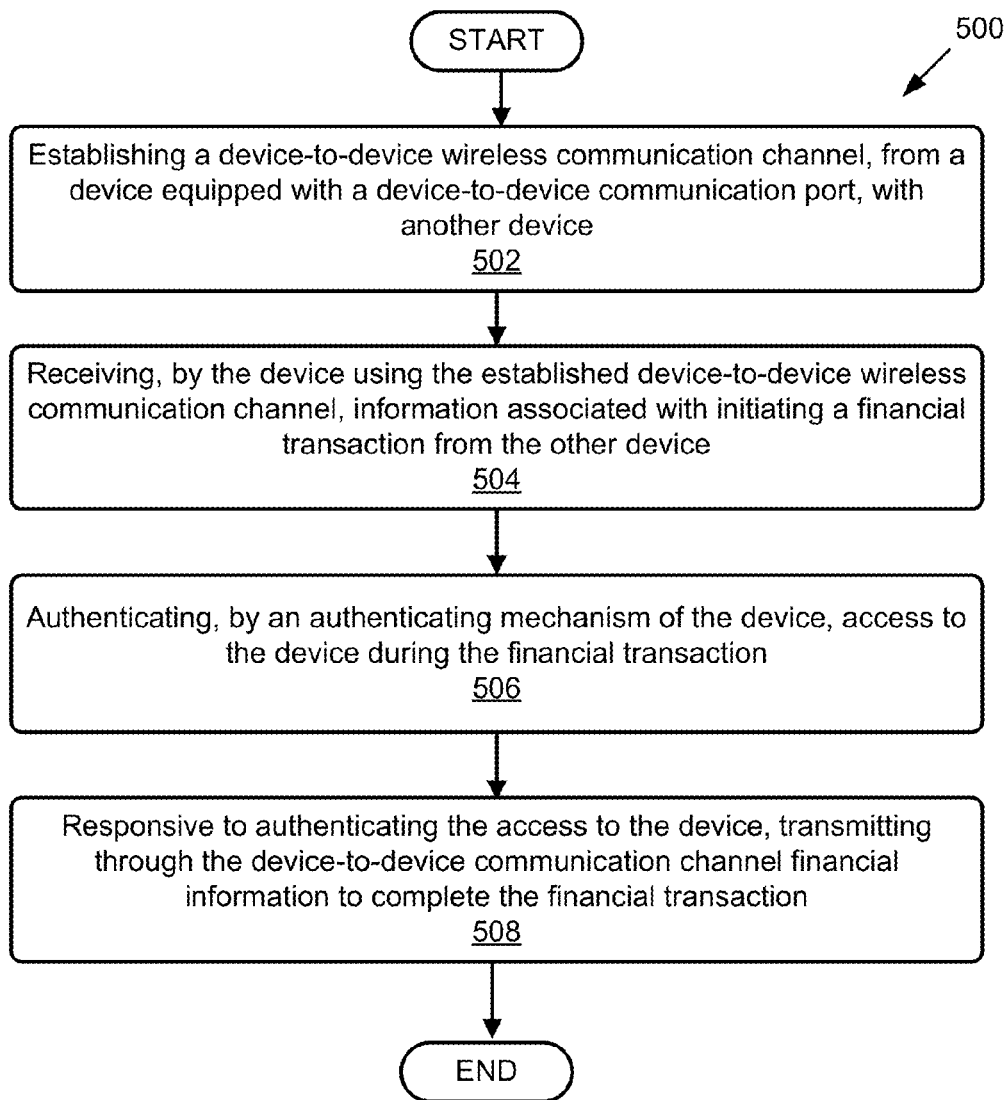 START
500
Establishing a device-to-device wireless communication channel, from a
device equipped with a device-to-device communication port, with
another device
502
Receiving, by the device using the established device-to-device wireless
communication channel, information associated with initiating a financial
transaction from the other device
504
Authenticating, by an authenticating mechanism of the device, access to
the device during the financial transaction
506
Responsive to authenticating the access to the device, transmitting
through the device-to-device communication channel financial
information to complete the financial transaction
508
END